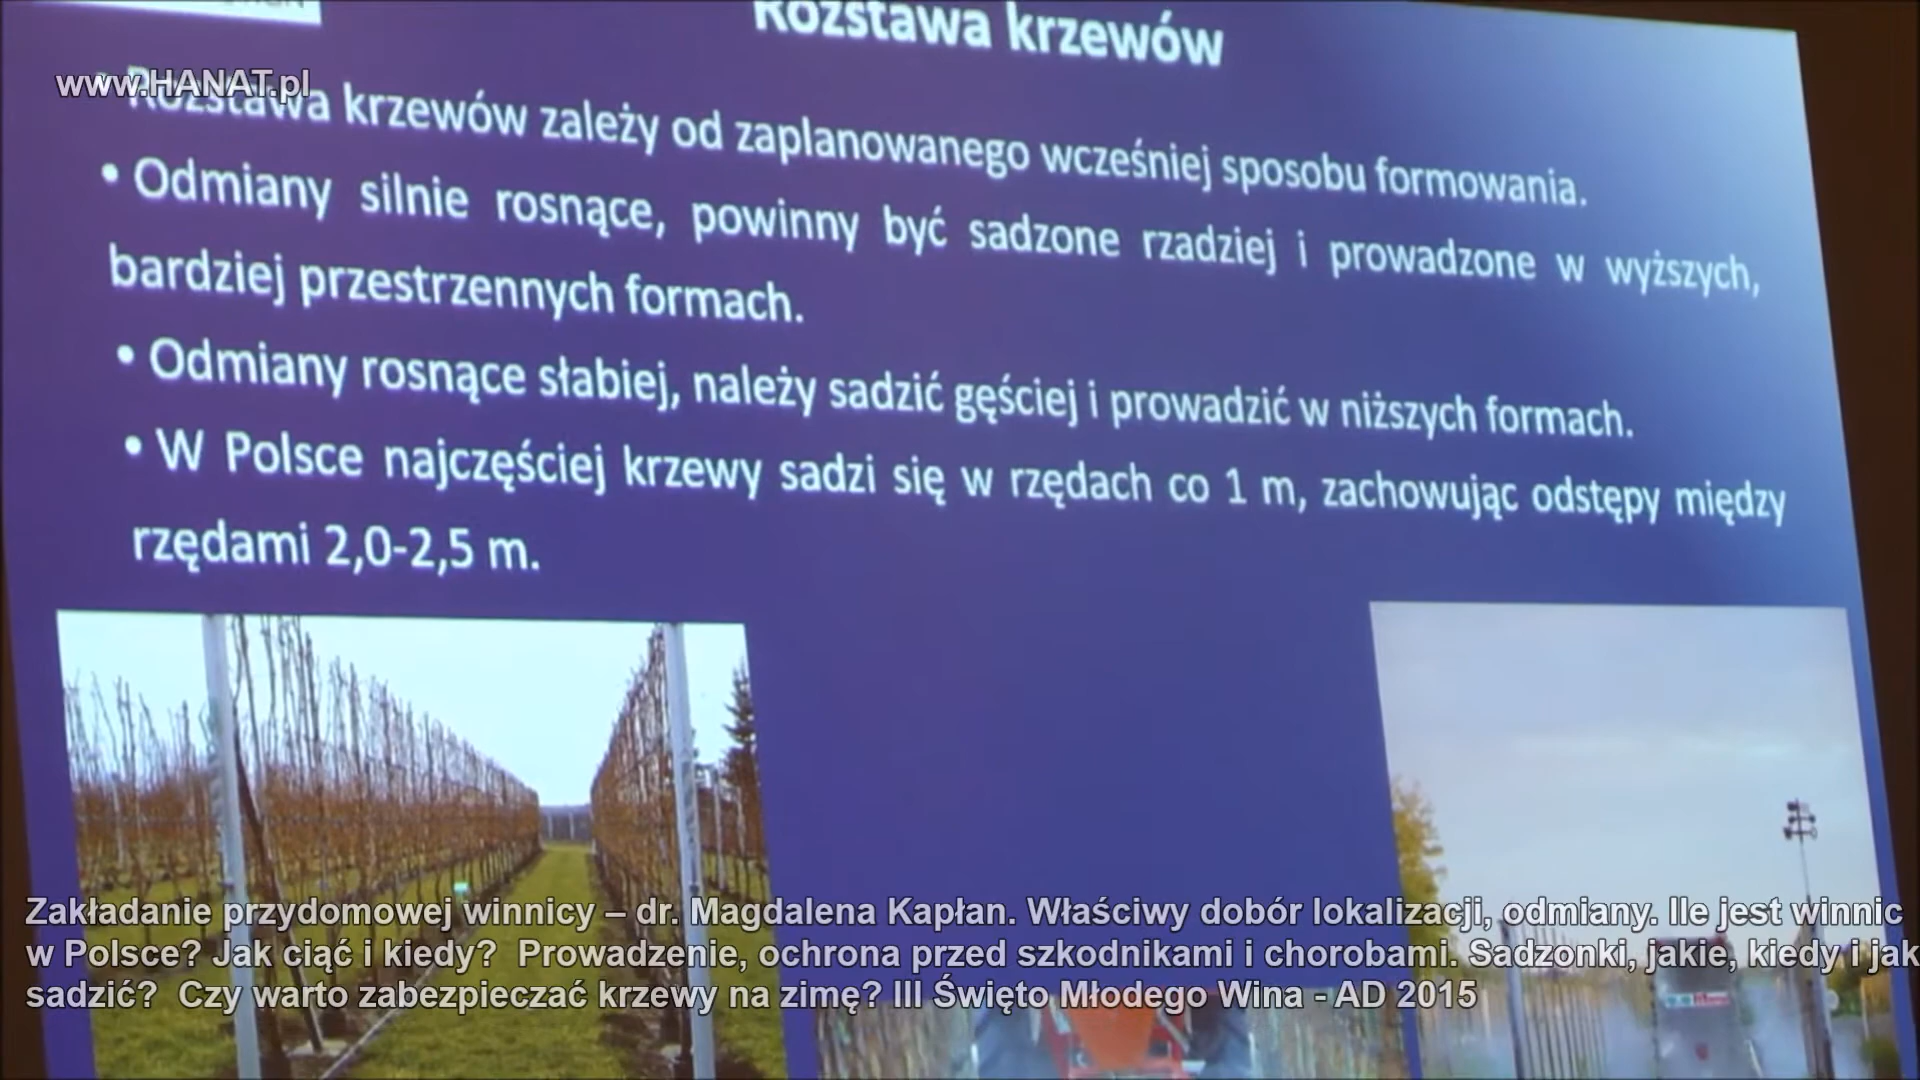 Rozstawa krzewów
www.HANAT.pl
• Rozstawa krzewów zależy od zaplanowanego wcześniej sposobu formowania.
• Odmiany silnie rosnące, powinny być sadzone rzadziej i prowadzone w wyższych,
bardziej przestrzennych formach.
• Odmiany rosnące słabiej, należy sadzić gęściej i prowadzić w niższych formach.
• W Polsce najczęściej krzewy sadzi się w rzędach co 1 m, zachowując odstępy między
rzędami 2,0-2,5 m.
Zakładanie przydomowej winnicy – dr. Magdalena Kapłan. Właściwy dobór lokalizacji, odmiany. Ile jest winnic
w Polsce? Jak ciąć i kiedy? Prowadzenie, ochrona przed szkodnikami i chorobami. Sadzonki, jakie, kiedy i jak
sadzić? Czy warto zabezpieczać krzewy na zimę? III Święto Młodego Wina - AD 2015